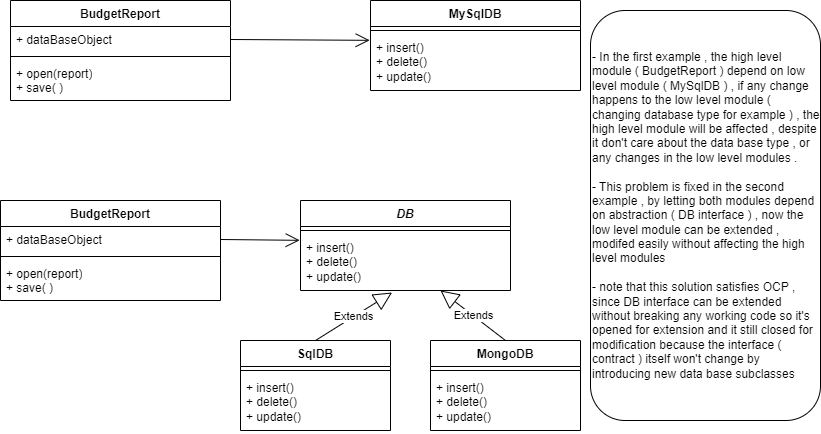 BudgetReport
+ dataBaseObject
+ open(report)
+ save( )
MySqlDB
+ insert()
+ delete()
+ update()
BudgetReport
+ dataBaseObject
+ open(report)
+ save( )
DB
+ insert()
+ delete()
+ update()
Extends
Extends
SqlDB
+ insert()
+ delete()
+ update()
MongoDB
+ insert()
+ delete()
+ update()
- In the first example , the high level
module ( BudgetReport ) depend on low
level module ( MySqlDB ) , if any change
happens to the low level module (
changing database type for example ) , the
high level module will be affected , despite
it don't care about the data base type , or
any changes in the low level modules .
- This problem is fixed in the second
example , by letting both modules depend
on abstraction ( DB interface ) , now the
low level module can be extended ,
modifed easily without affecting the high
level modules
- note that this solution satisfies OCP ,
since DB interface can be extended
without breaking any working code so it's
opened for extension and it still closed for
modification because the interface (
contract ) itself won't change by
introducing new data base subclasses